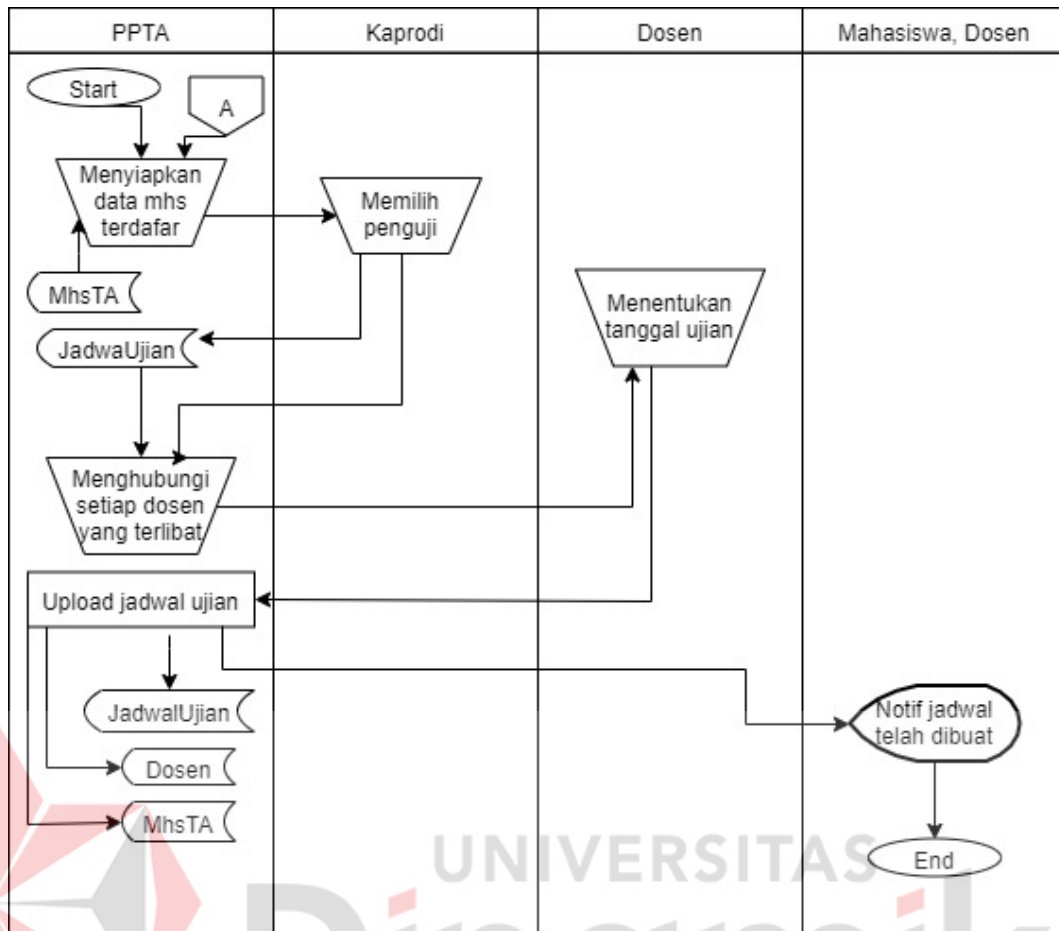 PPTA
Kaprodi
Dosen
Mahasiswa, Dosen
Start
A
Menyiapkan
data mhs
terdafar
Memilih
penguji
MhsTA
Menentukan
tanggal ujian
JadwaUjian
Menghubungi
setiap dosen
yang terlibat
Upload jadwal ujian
JadwalUjian
Notif jadwal
telah dibuat
Dosen
MhsTA
End
UNIVERSITAS